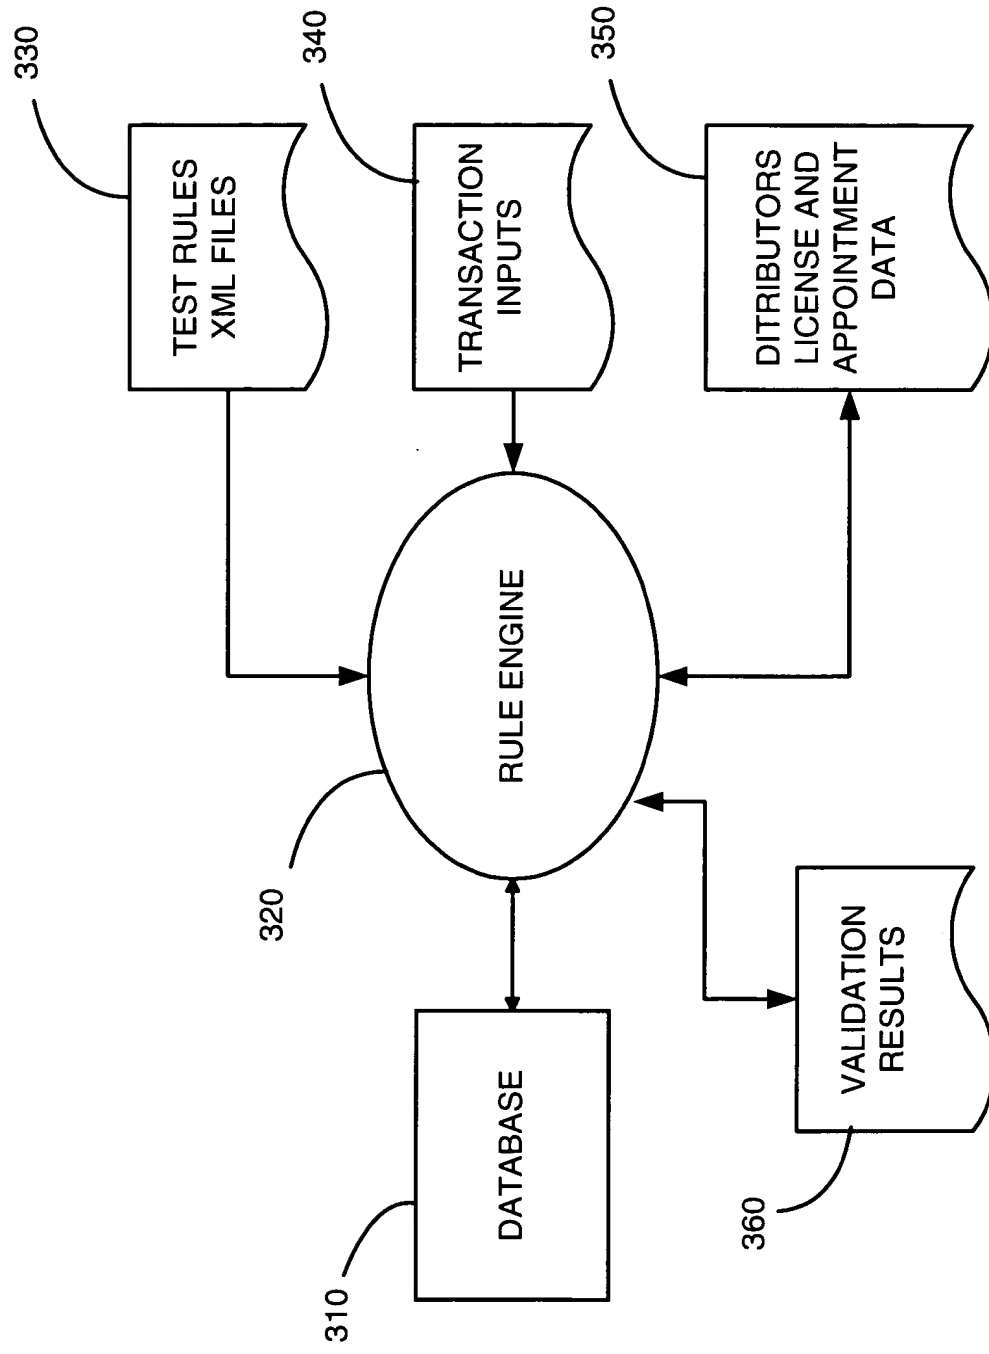 330
TEST RULES
XML FILES
340
TRANSACTION
INPUTS
350
DITRIBUTORS
LICENSE AND
APPOINTMENT
DATA
320
RULE ENGINE
310
DATABASE
360
VALIDATION
RESULTS